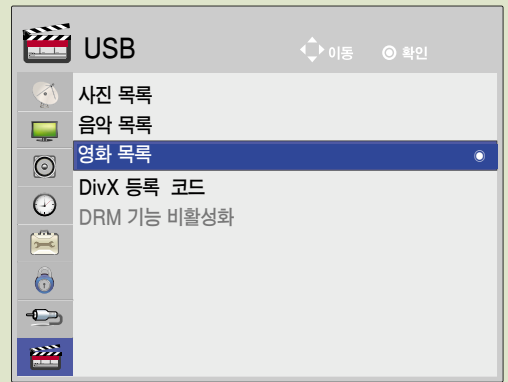 USB
이동 확인
사진 목록
음악 목록
영화 목록
DivX 등록 코드
DRM 기능 비활성화